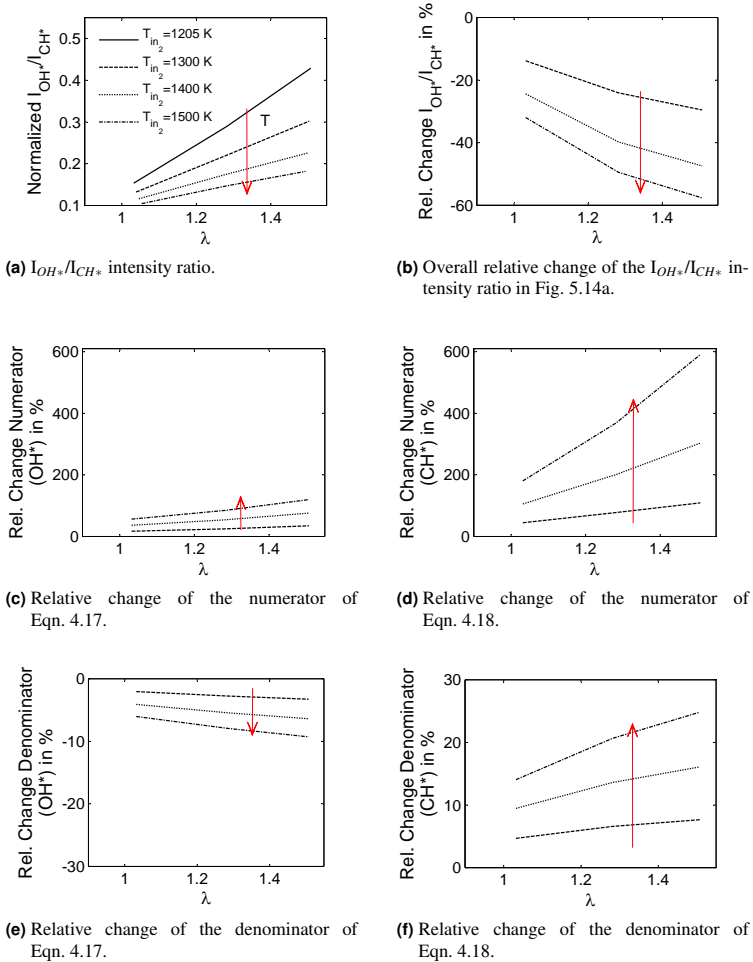 0.5
0.4
0.3
0.2
0.1
Normalized I_OH*/I_CH*
T_in2=1205 K
T_in2=1300 K
T_in2=1400 K
T_in2=1500 K
T
1 1.2 1.4
λ
(a) I_OH∗/I_CH∗ intensity ratio.
0
-20
-40
-60
Rel. Change I_OH*/I_CH* in %
1 1.2 1.4
λ
(b) Overall relative change of the I_OH∗/I_CH∗ in-
tensity ratio in Fig. 5.14a.
600
400
200
0
Rel. Change Numerator
(OH*) in %
1 1.2 1.4
λ
(c) Relative change of the numerator of
Eqn. 4.17.
600
400
200
0
Rel. Change Numerator
(CH*) in %
1 1.2 1.4
λ
(d) Relative change of the numerator of
Eqn. 4.18.
0
-10
-20
-30
Rel. Change Denominator
(OH*) in %
1 1.2 1.4
λ
(e) Relative change of the denominator of
Eqn. 4.17.
30
20
10
0
Rel. Change Denominator
(CH*) in %
1 1.2 1.4
λ
(f) Relative change of the denominator of
Eqn. 4.18.